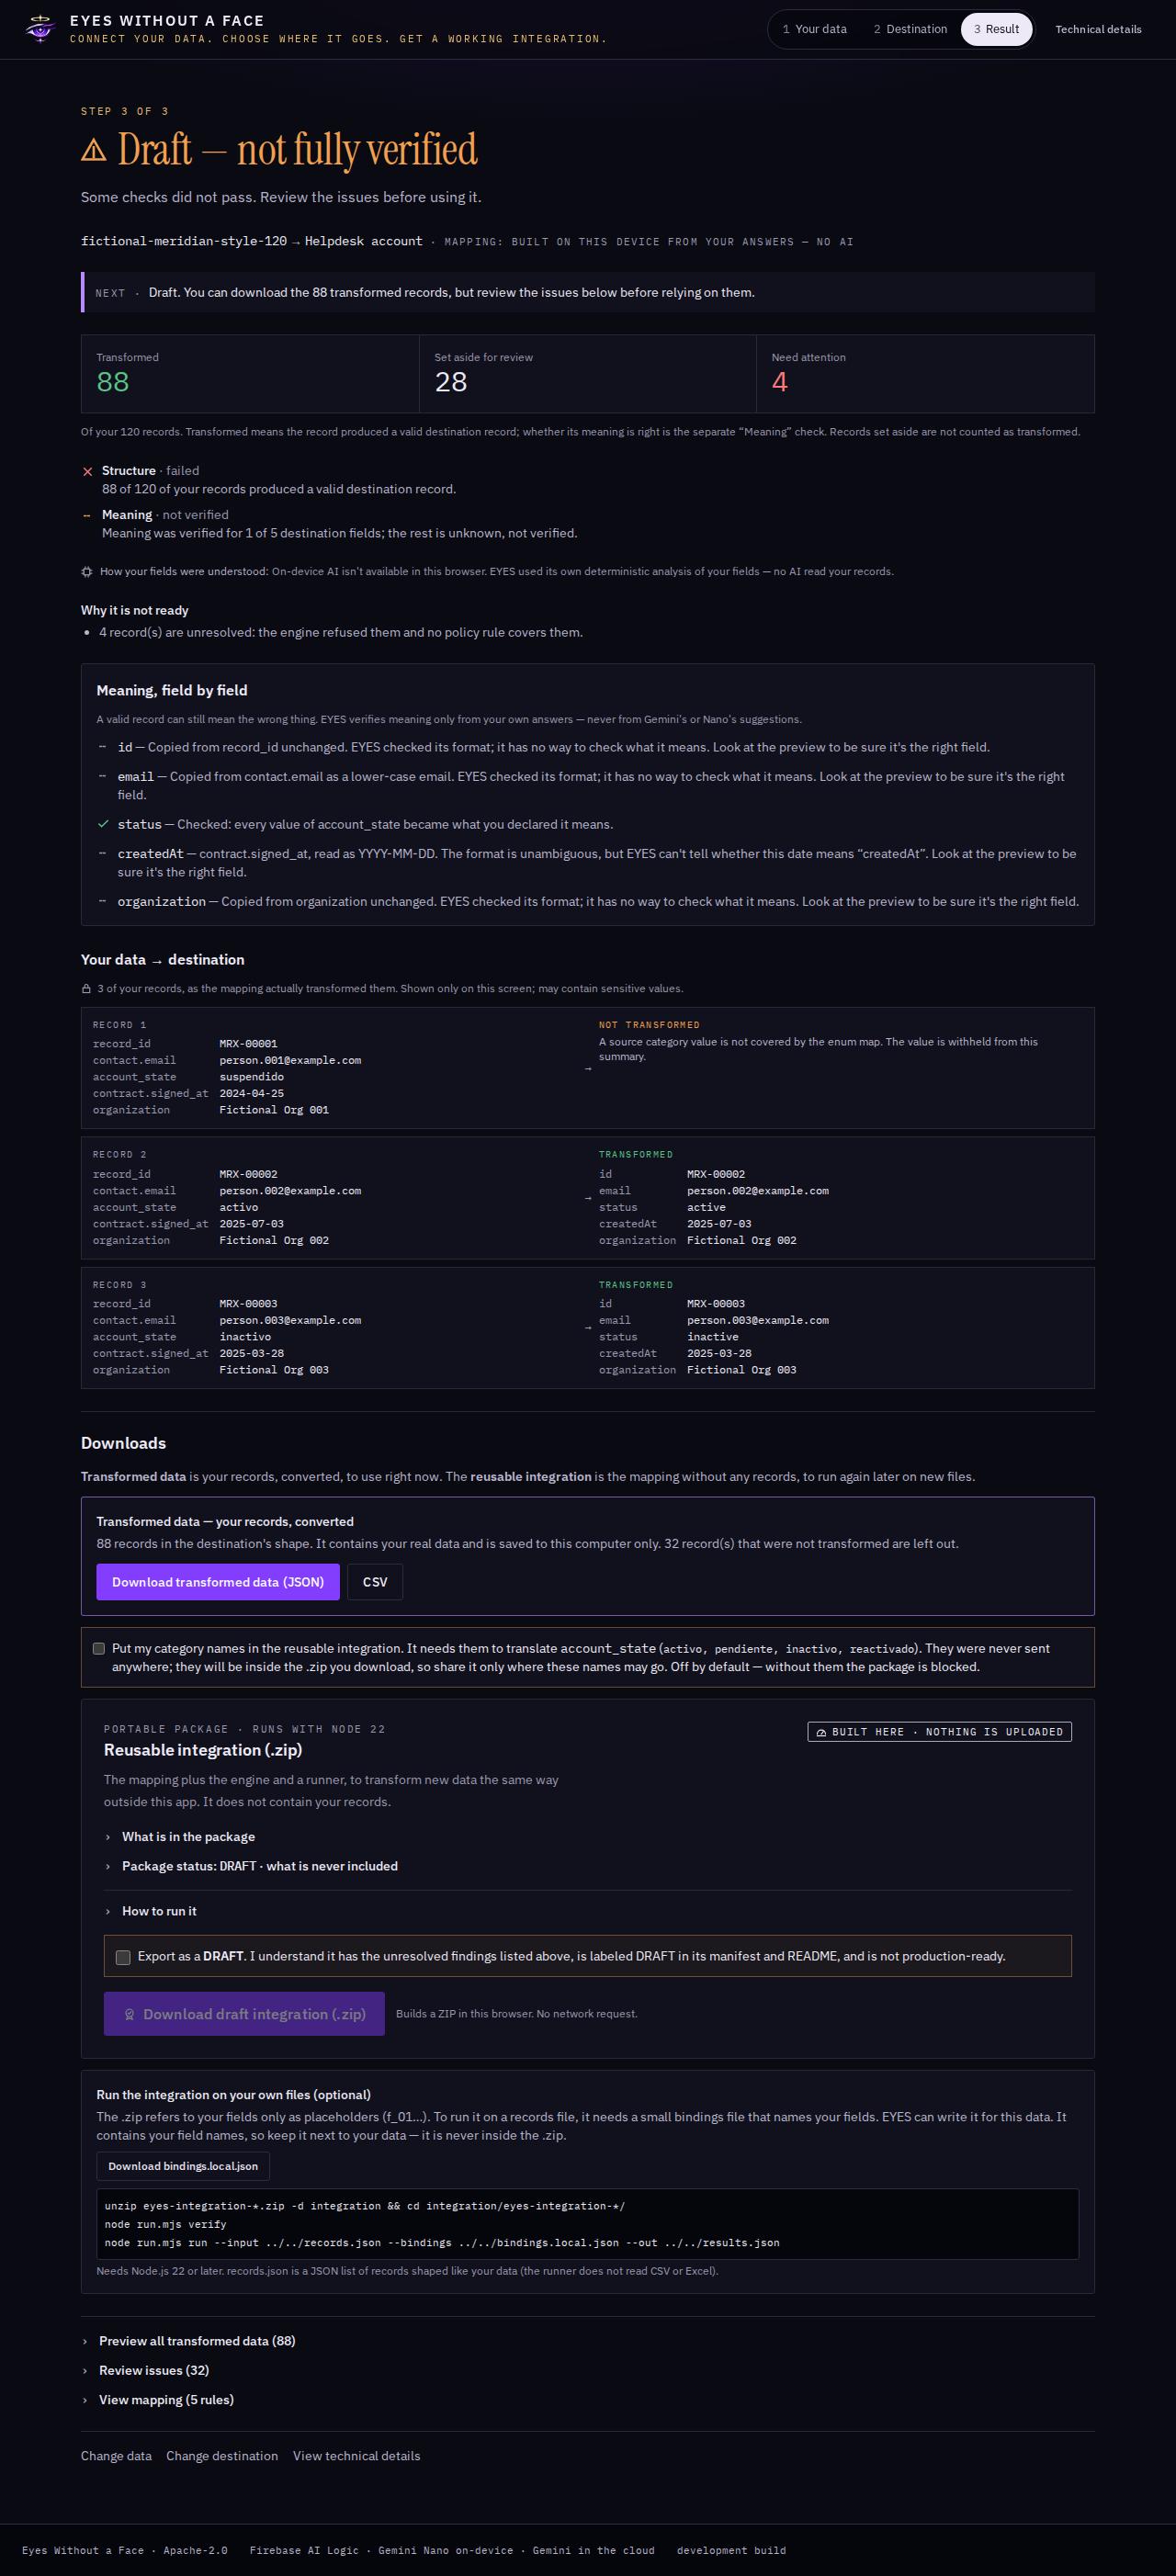 EYES WITHOUT A FACE
CONNECT YOUR DATA. CHOOSE WHERE IT GOES. GET A WORKING INTEGRATION.
1 Your data 2 Destination 3 Result Technical details
STEP 3 OF 3
Draft — not fully verified
Some checks did not pass. Review the issues before using it.
fictional-meridian-style-120 → Helpdesk account · MAPPING: BUILT ON THIS DEVICE FROM YOUR ANSWERS — NO AI
NEXT · Draft. You can download the 88 transformed records, but review the issues below before relying on them.
Transformed
88
Set aside for review
28
Need attention
4
Of your 120 records. Transformed means the record produced a valid destination record; whether its meaning is right is the separate “Meaning” check. Records set aside are not counted as transformed.
Structure · failed
88 of 120 of your records produced a valid destination record.
Meaning · not verified
Meaning was verified for 1 of 5 destination fields; the rest is unknown, not verified.
How your fields were understood: On-device AI isn't available in this browser. EYES used its own deterministic analysis of your fields — no AI read your records.
Why it is not ready
• 4 record(s) are unresolved: the engine refused them and no policy rule covers them.
Meaning, field by field
A valid record can still mean the wrong thing. EYES verifies meaning only from your own answers — never from Gemini's or Nano's suggestions.
id — Copied from record_id unchanged. EYES checked its format; it has no way to check what it means. Look at the preview to be sure it's the right field.
email — Copied from contact.email as a lower-case email. EYES checked its format; it has no way to check what it means. Look at the preview to be sure it's the right
field.
status — Checked: every value of account_state became what you declared it means.
createdAt — contract.signed_at, read as YYYY-MM-DD. The format is unambiguous, but EYES can't tell whether this date means “createdAt”. Look at the preview to be
sure it's the right field.
organization — Copied from organization unchanged. EYES checked its format; it has no way to check what it means. Look at the preview to be sure it's the right field.
Your data → destination
3 of your records, as the mapping actually transformed them. Shown only on this screen; may contain sensitive values.
RECORD 1
record_id MRX-00001
contact.email person.001@example.com
account_state suspendido
contract.signed_at 2024-04-25
organization Fictional Org 001
→
NOT TRANSFORMED
A source category value is not covered by the enum map. The value is withheld from this
summary.
RECORD 2
record_id MRX-00002
contact.email person.002@example.com
account_state activo
contract.signed_at 2025-07-03
organization Fictional Org 002
→
TRANSFORMED
id MRX-00002
email person.002@example.com
status active
createdAt 2025-07-03
organization Fictional Org 002
RECORD 3
record_id MRX-00003
contact.email person.003@example.com
account_state inactivo
contract.signed_at 2025-03-28
organization Fictional Org 003
→
TRANSFORMED
id MRX-00003
email person.003@example.com
status inactive
createdAt 2025-03-28
organization Fictional Org 003
Downloads
Transformed data is your records, converted, to use right now. The reusable integration is the mapping without any records, to run again later on new files.
Transformed data — your records, converted
88 records in the destination's shape. It contains your real data and is saved to this computer only. 32 record(s) that were not transformed are left out.
Download transformed data (JSON) CSV
Put my category names in the reusable integration. It needs them to translate account_state (activo, pendiente, inactivo, reactivado). They were never sent
anywhere; they will be inside the .zip you download, so share it only where these names may go. Off by default — without them the package is blocked.
PORTABLE PACKAGE · RUNS WITH NODE 22
BUILT HERE · NOTHING IS UPLOADED
Reusable integration (.zip)
The mapping plus the engine and a runner, to transform new data the same way
outside this app. It does not contain your records.
› What is in the package
› Package status: DRAFT · what is never included
› How to run it
Export as a DRAFT. I understand it has the unresolved findings listed above, is labeled DRAFT in its manifest and README, and is not production-ready.
Download draft integration (.zip) Builds a ZIP in this browser. No network request.
Run the integration on your own files (optional)
The .zip refers to your fields only as placeholders (f_01…). To run it on a records file, it needs a small bindings file that names your fields. EYES can write it for this data. It
contains your field names, so keep it next to your data — it is never inside the .zip.
Download bindings.local.json
unzip eyes-integration-*.zip -d integration && cd integration/eyes-integration-*/
node run.mjs verify
node run.mjs run --input ../../records.json --bindings ../../bindings.local.json --out ../../results.json
Needs Node.js 22 or later. records.json is a JSON list of records shaped like your data (the runner does not read CSV or Excel).
› Preview all transformed data (88)
› Review issues (32)
› View mapping (5 rules)
Change data Change destination View technical details
Eyes Without a Face · Apache-2.0 Firebase AI Logic · Gemini Nano on-device · Gemini in the cloud development build